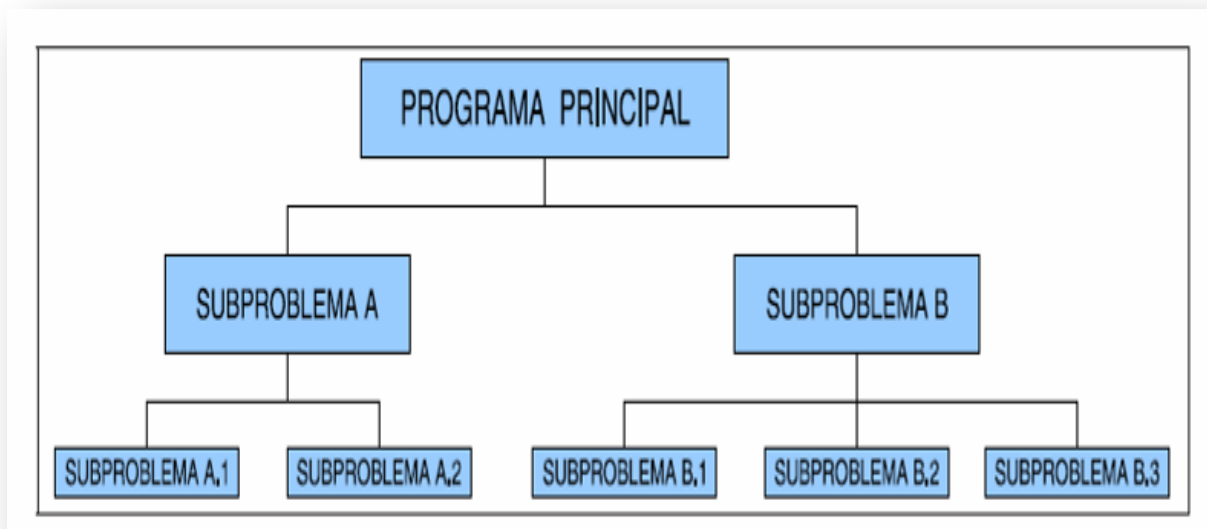 PROGRAMA PRINCIPAL
SUBPROBLEMA A
SUBPROBLEMA B
SUBPROBLEMA A.1
SUBPROBLEMA A.2
SUBPROBLEMA B.1
SUBPROBLEMA B.2
SUBPROBLEMA B.3